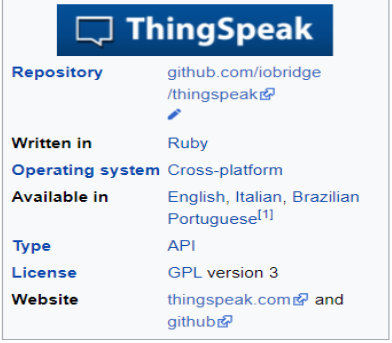 ThingSpeak
Repository github.com/iobridge
/thingspeak
Written in Ruby
Operating system Cross-platform
Available in English, Italian, Brazilian
Portuguese[1]
Type API
License GPL version 3
Website thingspeak.com and
github